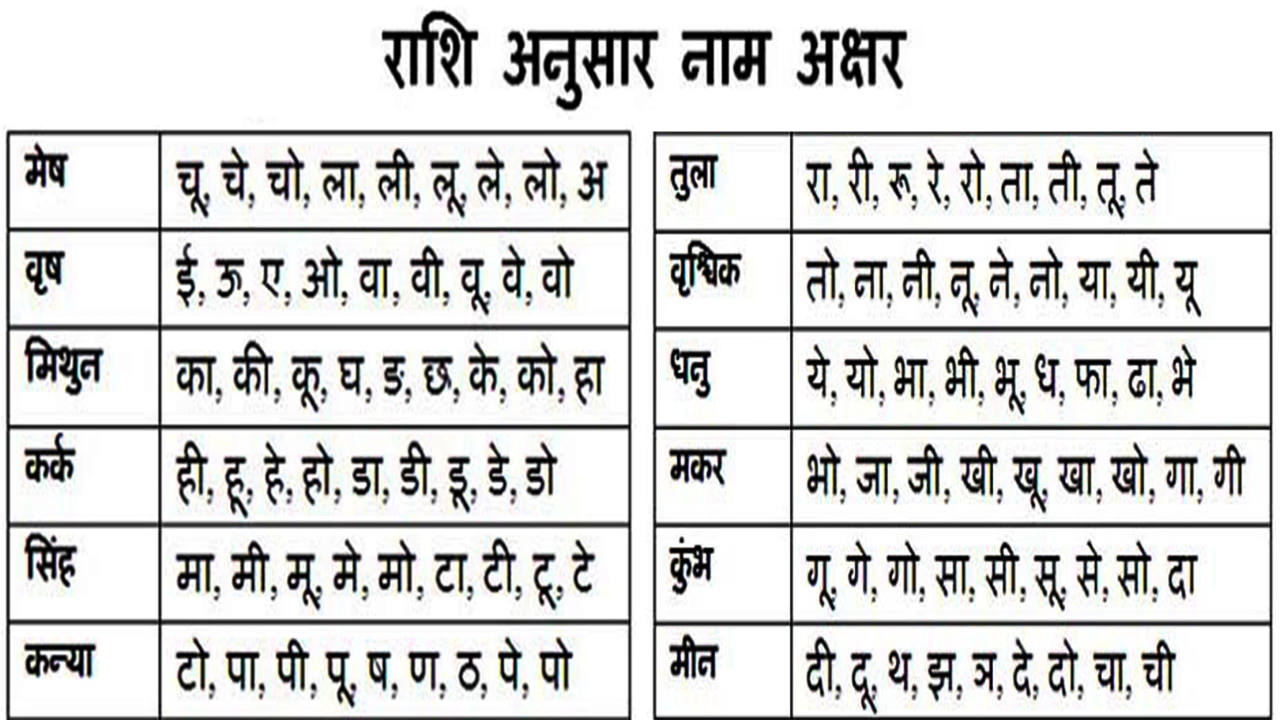 राशि अनुसार नाम अक्षर
मेष चू, चे, चो, ला, ली, लू, ले, लो, अ
वृष ई, ऊ, ए, ओ, वा, वी, वू, वे, वो
मिथुन का, की, कू, घ, ङ, छ, के, को, हा
कर्क ही, हू, हे, हो, डा, डी, डू, डे, डो
सिंह मा, मी, मू, मे, मो, टा, टी, टू, टे
कन्या टो, पा, पी, पू, ष, ण, ठ, पे, पो
तुला रा, री, रू, रे, रो, ता, ती, तू, ते
वृश्चिक तो, ना, नी, नू, ने, नो, या, यी, यू
धनु ये, यो, भा, भी, भू, ध, फा, ढा, भे
मकर भो, जा, जी, खी, खू, खा, खो, गा, गी
कुंभ गू, गे, गो, सा, सी, सू, से, सो, दा
मीन दी, दू, थ, झ, ञ, दे, दो, चा, ची